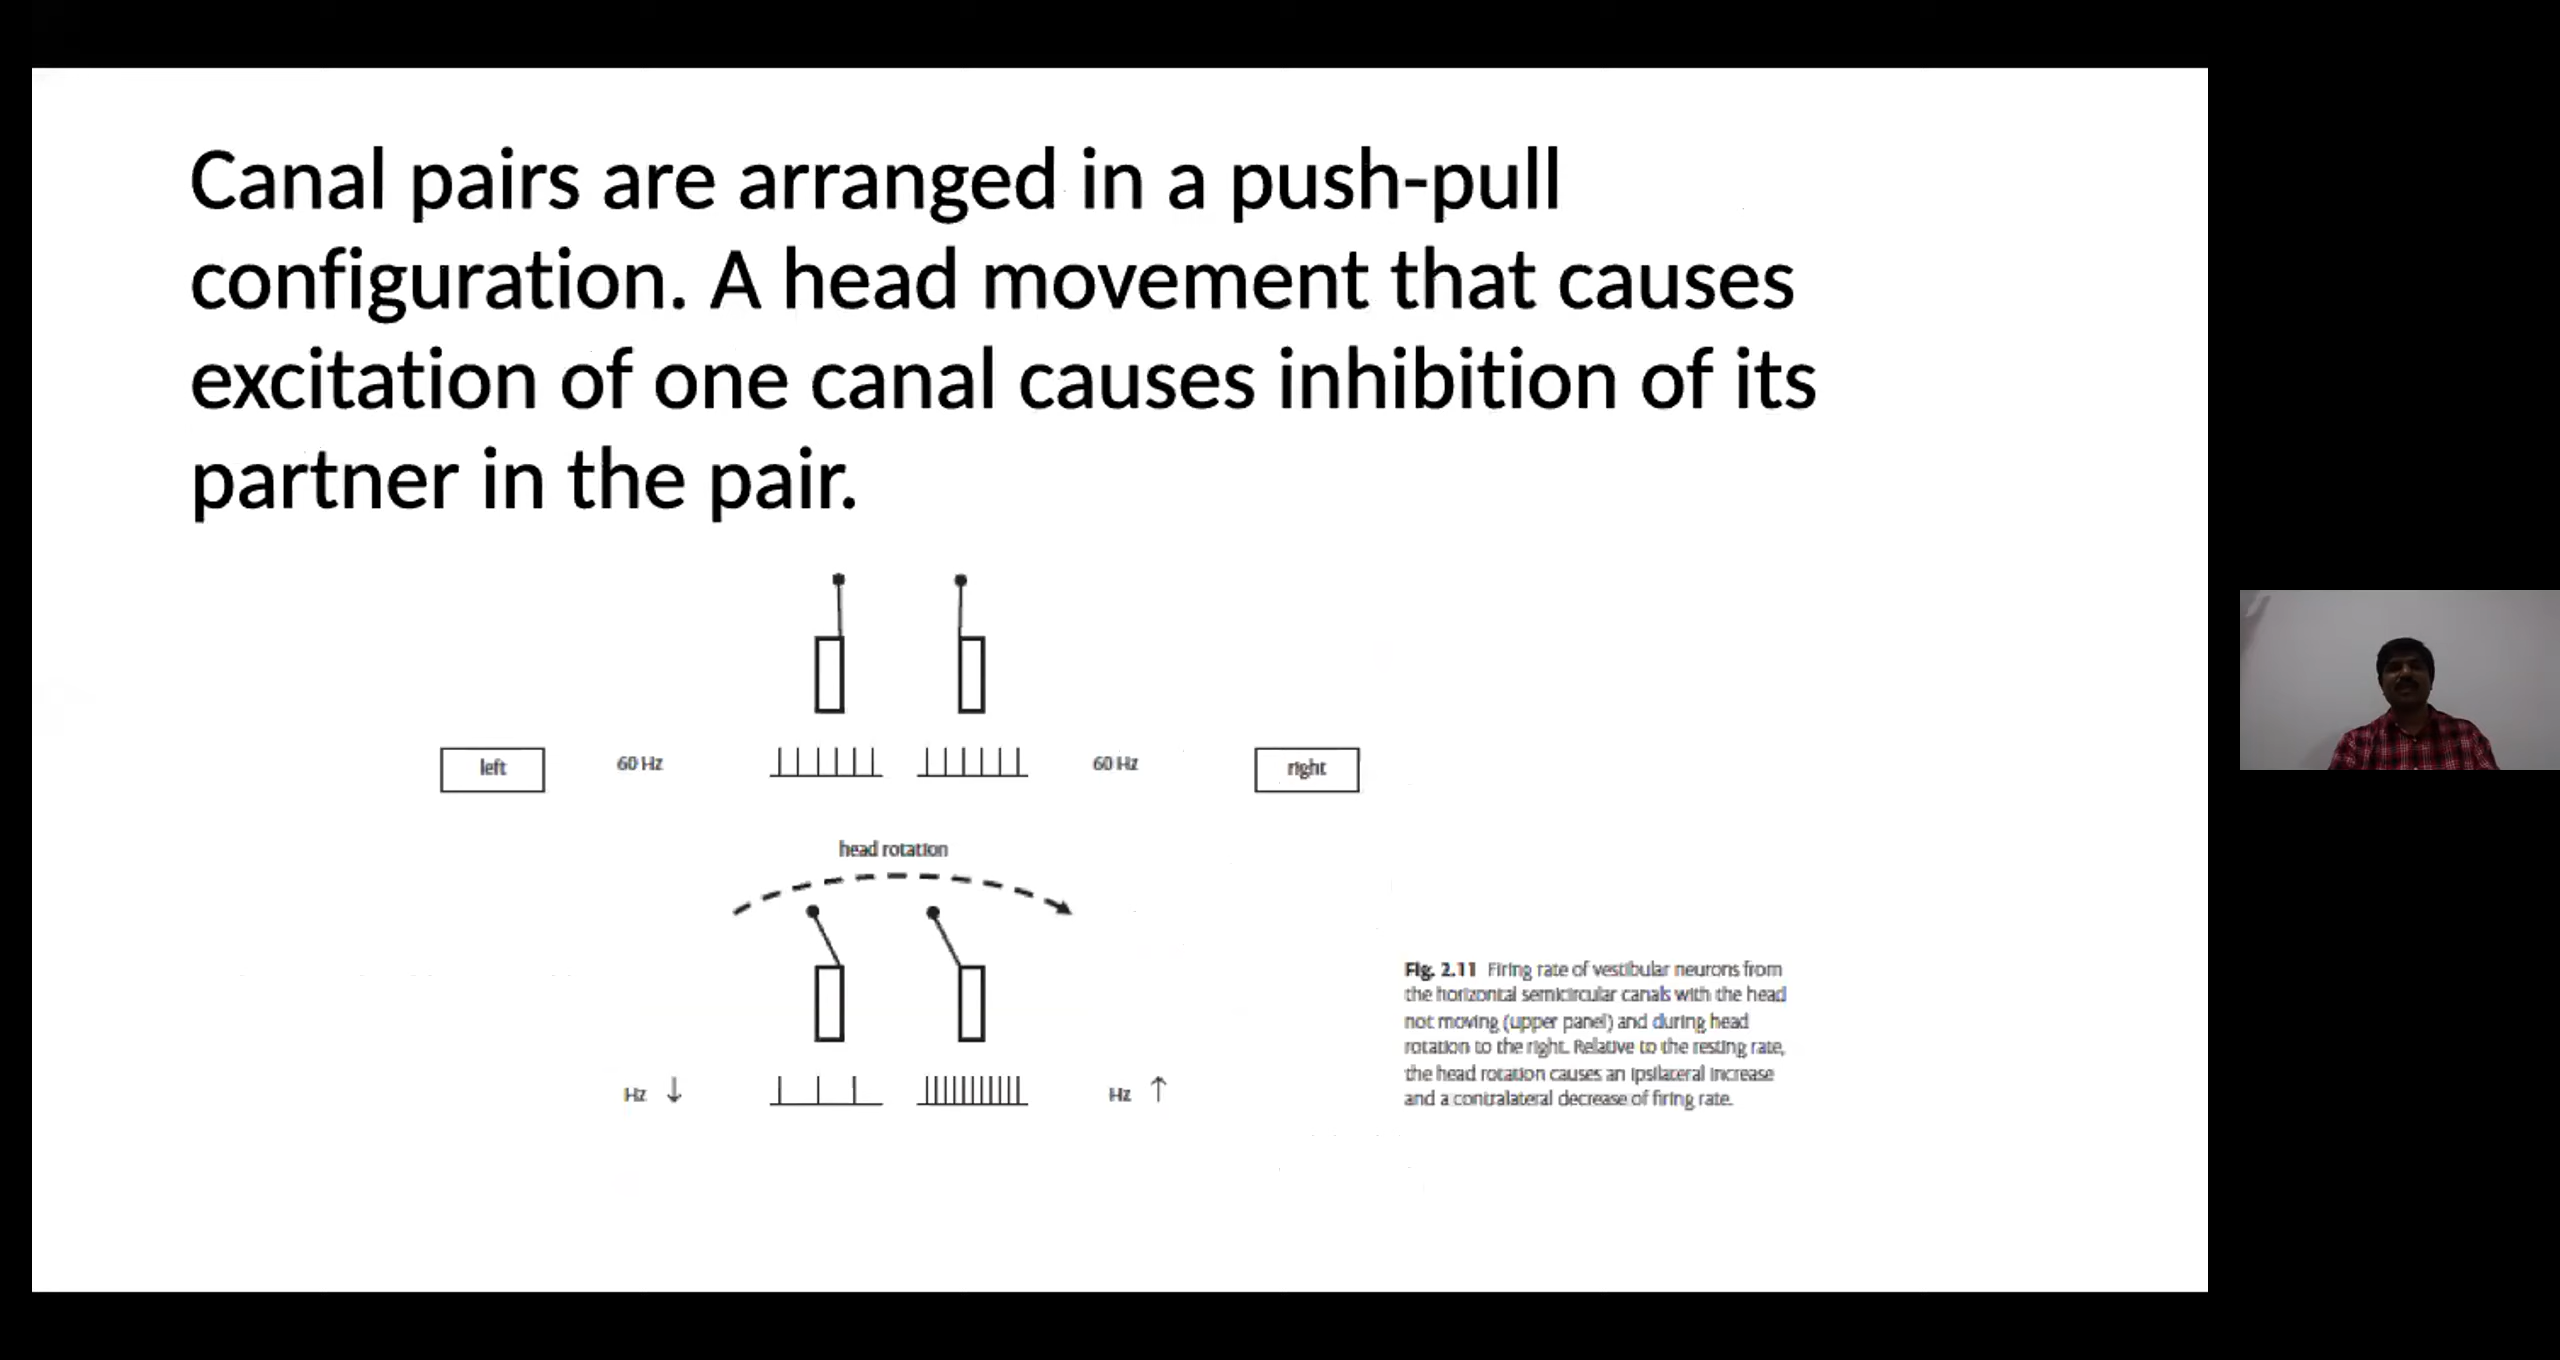 Canal pairs are arranged in a push-pull
configuration. A head movement that causes
excitation of one canal causes inhibition of its
partner in the pair.
left
60 Hz
60 Hz
right
head rotation
Hz ↓
Hz ↑
Fig. 2.11 Firing rate of vestibular neurons from
the horizontal semicircular canals with the head
not moving (upper panel) and during head
rotation to the right. Relative to the resting rate,
the head rotation causes an ipsilateral increase
and a contralateral decrease of firing rate.